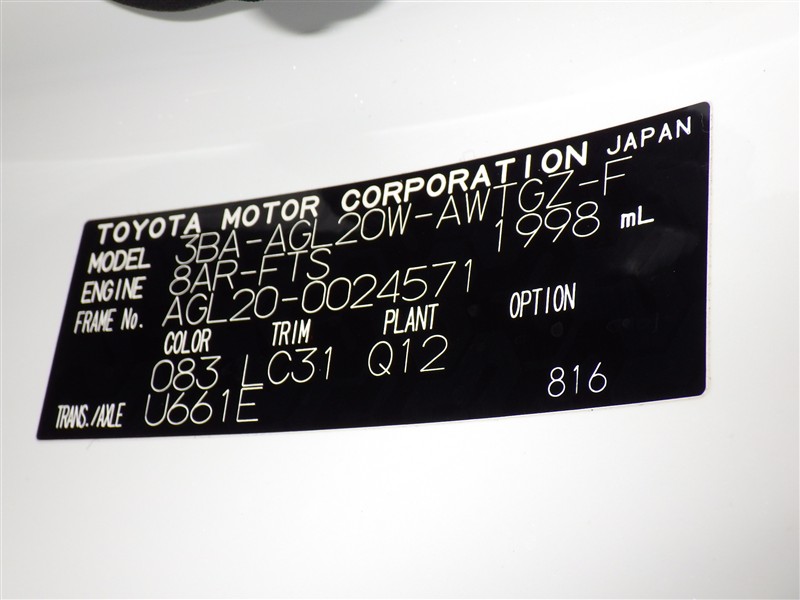 TOYOTA MOTOR CORPORATION JAPAN
MODEL 3BA-AGL20W-AWTGZ-F
ENGINE 8AR-FTS 1998 mL
FRAME No. AGL20-0024571
COLOR TRIM PLANT OPTION
083 LC31 Q12
TRANS./AXLE U661E 816